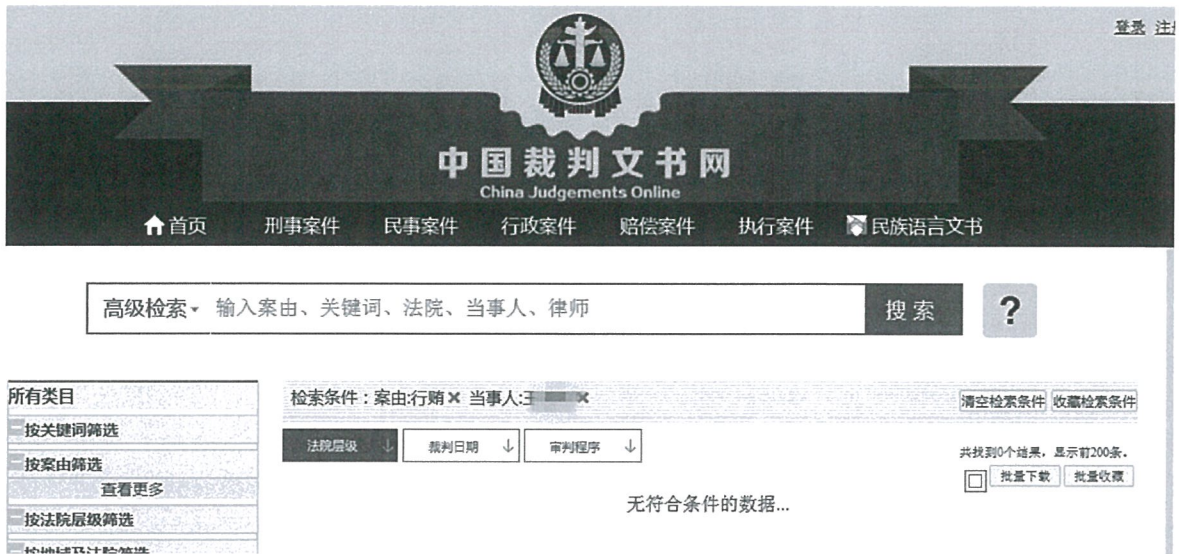 登录 注
中国裁判文书网
China Judgements Online
首页 刑事案件 民事案件 行政案件 赔偿案件 执行案件 民族语言文书
高级检索 输入案由、关键词、法院、当事人、律师 搜索 ?
所有类目
检索条件：案由:行贿× 当事人:王 ×
清空检索条件 收藏检索条件
按关键词筛选
法院层级↓ 裁判日期↓ 审判程序↓
共找到0个结果，显示前200条。
按案由筛选
批量下载 批量收藏
查看更多
无符合条件的数据...
按法院层级筛选
按地域及法院筛选